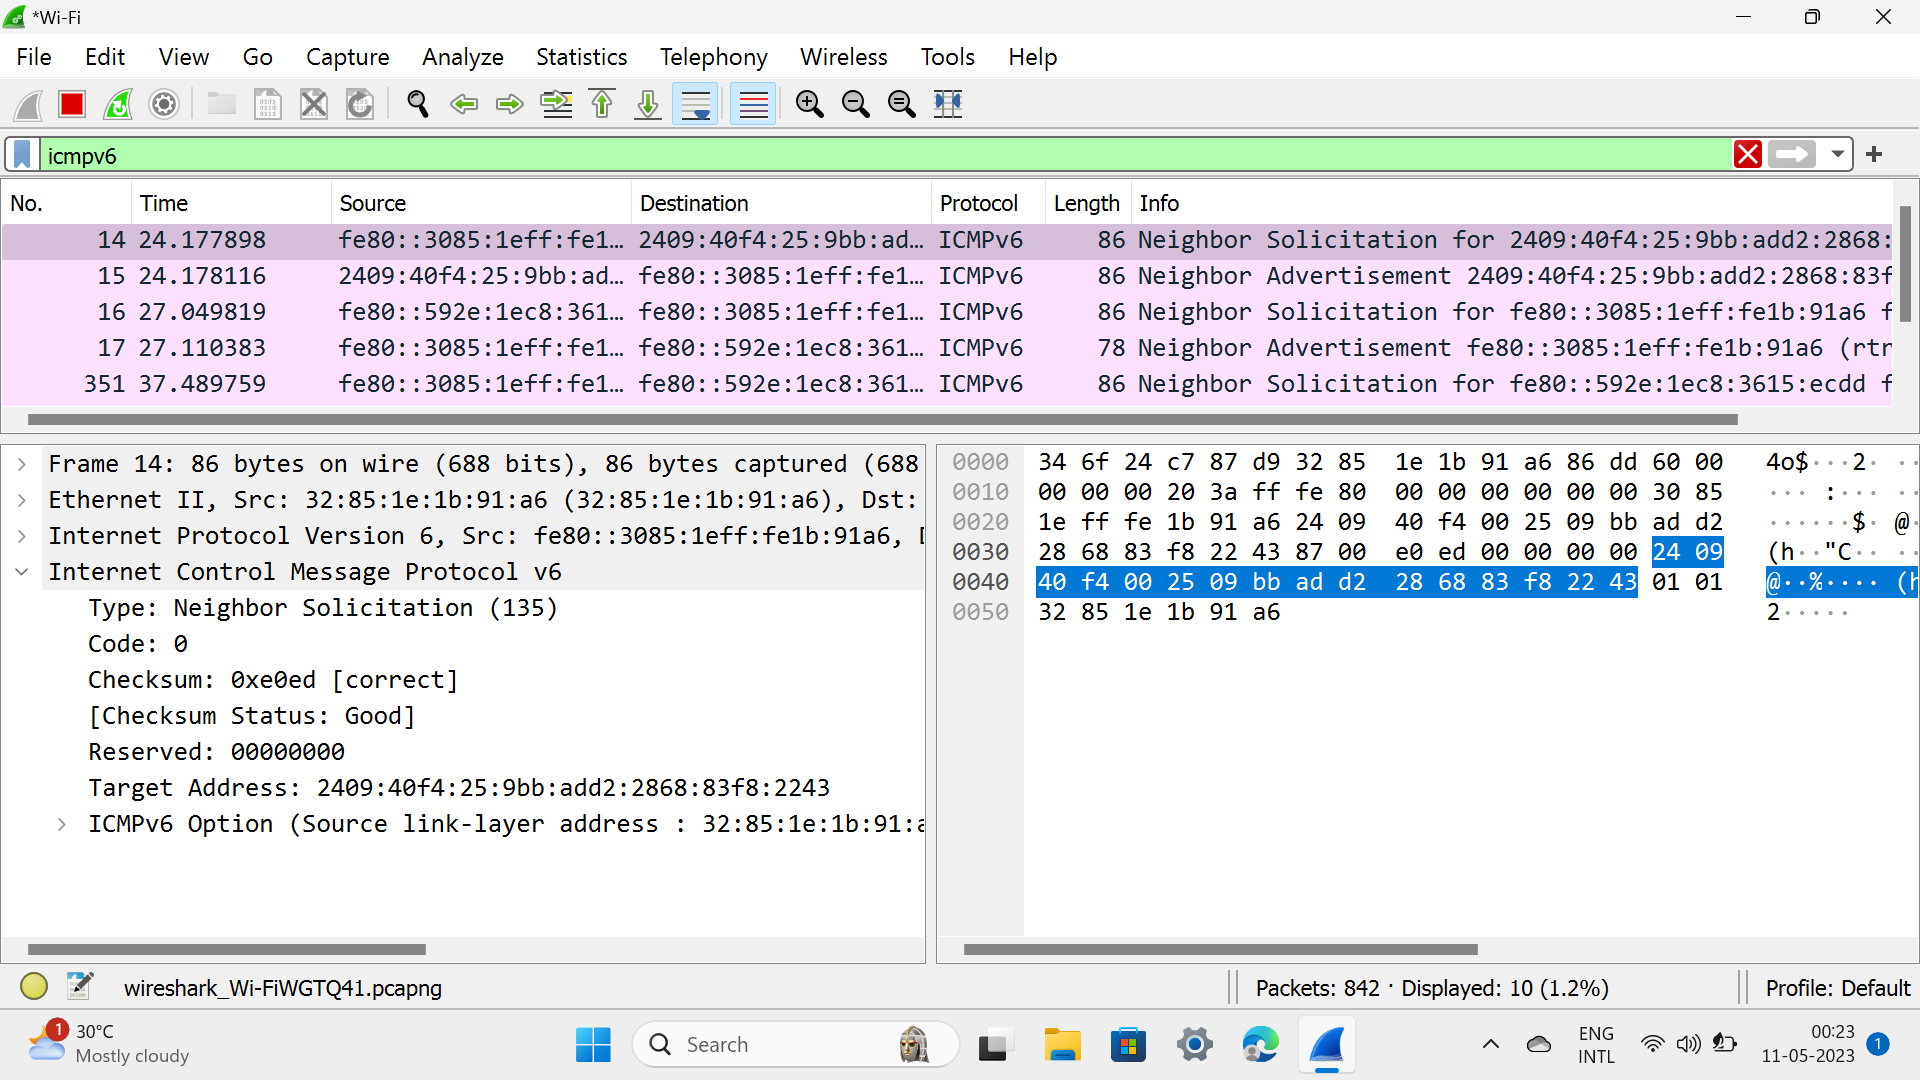 *Wi-Fi
File Edit View Go Capture Analyze Statistics Telephony Wireless Tools Help
icmpv6
No. Time Source Destination Protocol Length Info
14 24.177898 fe80::3085:1eff:fe1… 2409:40f4:25:9bb:ad… ICMPv6 86 Neighbor Solicitation for 2409:40f4:25:9bb:add2:2868:
15 24.178116 2409:40f4:25:9bb:ad… fe80::3085:1eff:fe1… ICMPv6 86 Neighbor Advertisement 2409:40f4:25:9bb:add2:2868:83f
16 27.049819 fe80::592e:1ec8:361… fe80::3085:1eff:fe1… ICMPv6 86 Neighbor Solicitation for fe80::3085:1eff:fe1b:91a6 f
17 27.110383 fe80::3085:1eff:fe1… fe80::592e:1ec8:361… ICMPv6 78 Neighbor Advertisement fe80::3085:1eff:fe1b:91a6 (rtr
351 37.489759 fe80::3085:1eff:fe1… fe80::592e:1ec8:361… ICMPv6 86 Neighbor Solicitation for fe80::592e:1ec8:3615:ecdd f
Frame 14: 86 bytes on wire (688 bits), 86 bytes captured (688
Ethernet II, Src: 32:85:1e:1b:91:a6 (32:85:1e:1b:91:a6), Dst:
Internet Protocol Version 6, Src: fe80::3085:1eff:fe1b:91a6, D
Internet Control Message Protocol v6
Type: Neighbor Solicitation (135)
Code: 0
Checksum: 0xe0ed [correct]
[Checksum Status: Good]
Reserved: 00000000
Target Address: 2409:40f4:25:9bb:add2:2868:83f8:2243
ICMPv6 Option (Source link-layer address : 32:85:1e:1b:91:a
0000 34 6f 24 c7 87 d9 32 85 1e 1b 91 a6 86 dd 60 00 4o$···2· ··
0010 00 00 00 20 3a ff fe 80 00 00 00 00 00 00 30 85 ··· :··· ··
0020 1e ff fe 1b 91 a6 24 09 40 f4 00 25 09 bb ad d2 ······$· @·
0030 28 68 83 f8 22 43 87 00 e0 ed 00 00 00 00 24 09 (h··"C·· ··
0040 40 f4 00 25 09 bb ad d2 28 68 83 f8 22 43 01 01 @··%···· (h
0050 32 85 1e 1b 91 a6 2·····
wireshark_Wi-FiWGTQ41.pcapng
Packets: 842 · Displayed: 10 (1.2%)
Profile: Default
1
30°C
Mostly cloudy
Search
ENG
INTL
00:23
11-05-2023
1